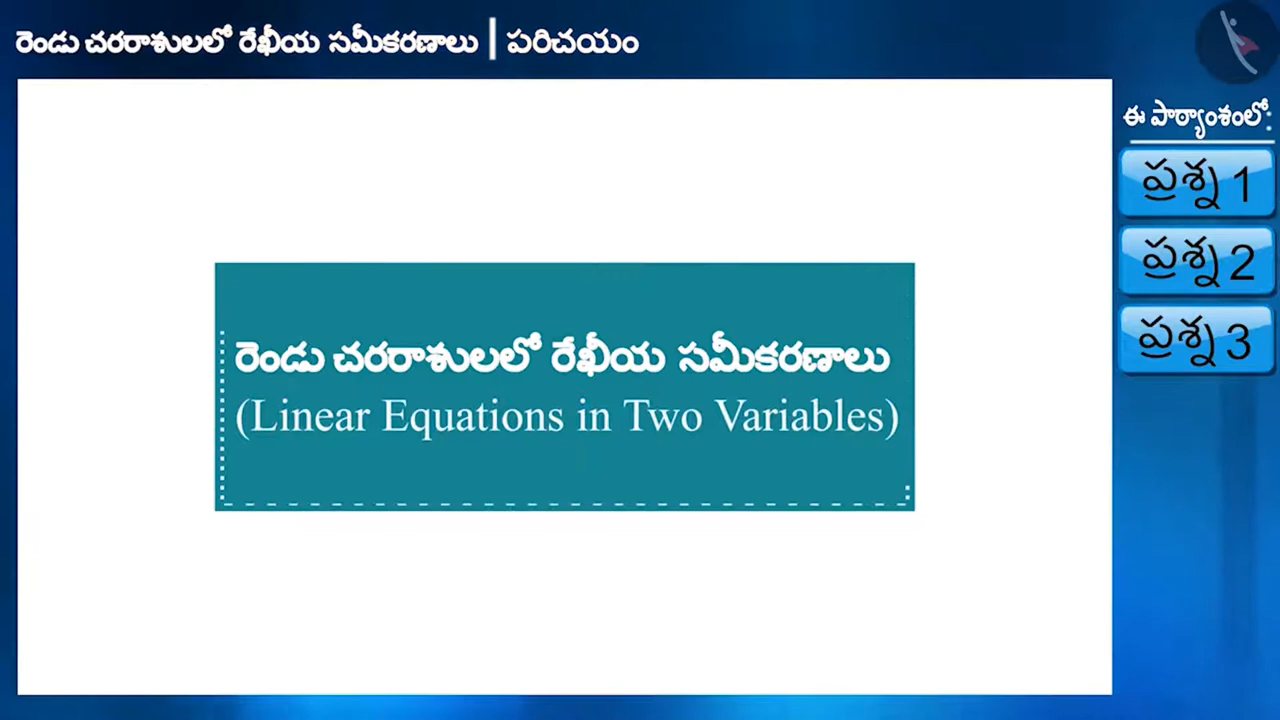 రెండు చరరాశులలో రేఖీయ సమీకరణాలు | పరిచయం
ఈ పాఠ్యాంశంలో:
ప్రశ్న 1
ప్రశ్న 2
ప్రశ్న 3
రెండు చరరాశులలో రేఖీయ సమీకరణాలు
(Linear Equations in Two Variables)